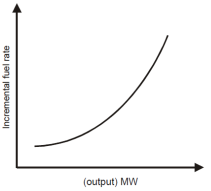 Incremental fuel rate
(output) MW